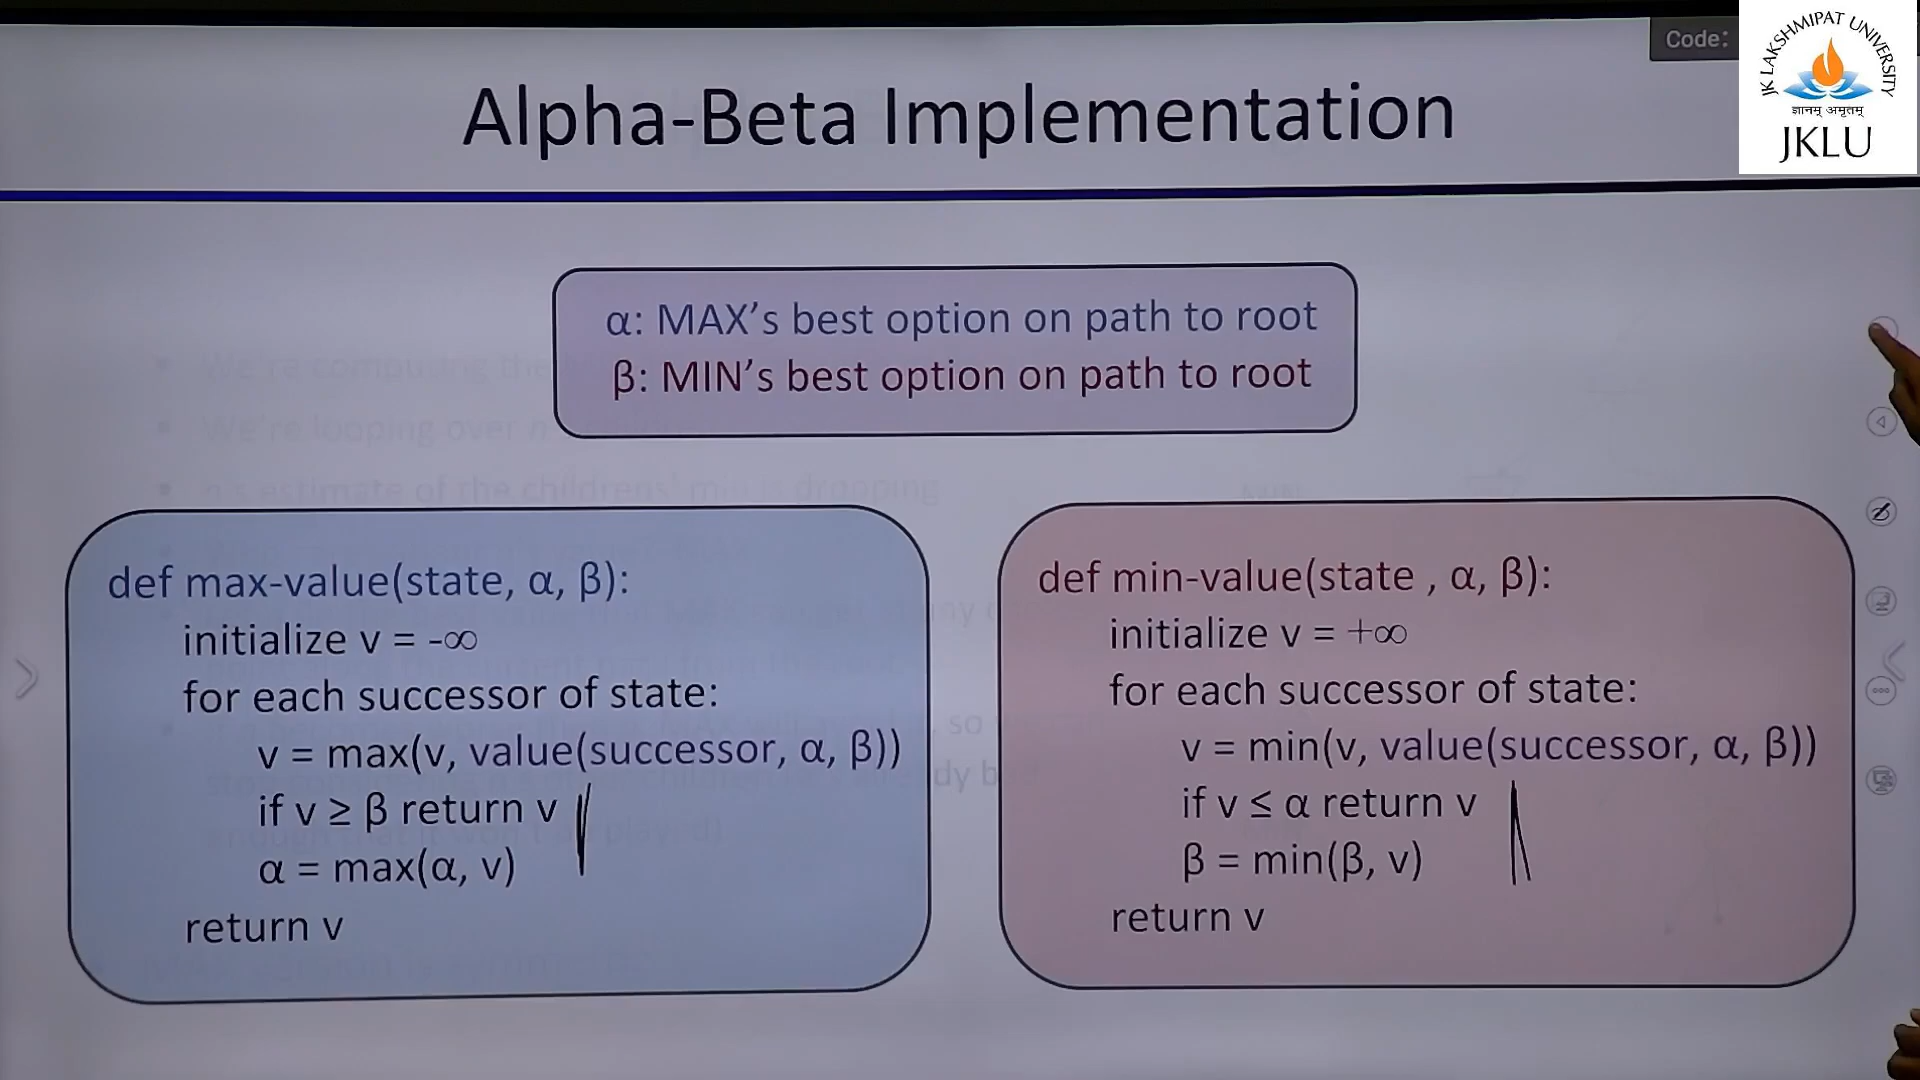 Code:
JK LAKSHMIPAT UNIVERSITY
ज्ञानम् अमृतम्
JKLU
Alpha-Beta Implementation
α: MAX's best option on path to root
β: MIN's best option on path to root
def max-value(state, α, β):
initialize v = -∞
for each successor of state:
v = max(v, value(successor, α, β))
if v ≥ β return v
α = max(α, v)
return v
def min-value(state , α, β):
initialize v = +∞
for each successor of state:
v = min(v, value(successor, α, β))
if v ≤ α return v
β = min(β, v)
return v